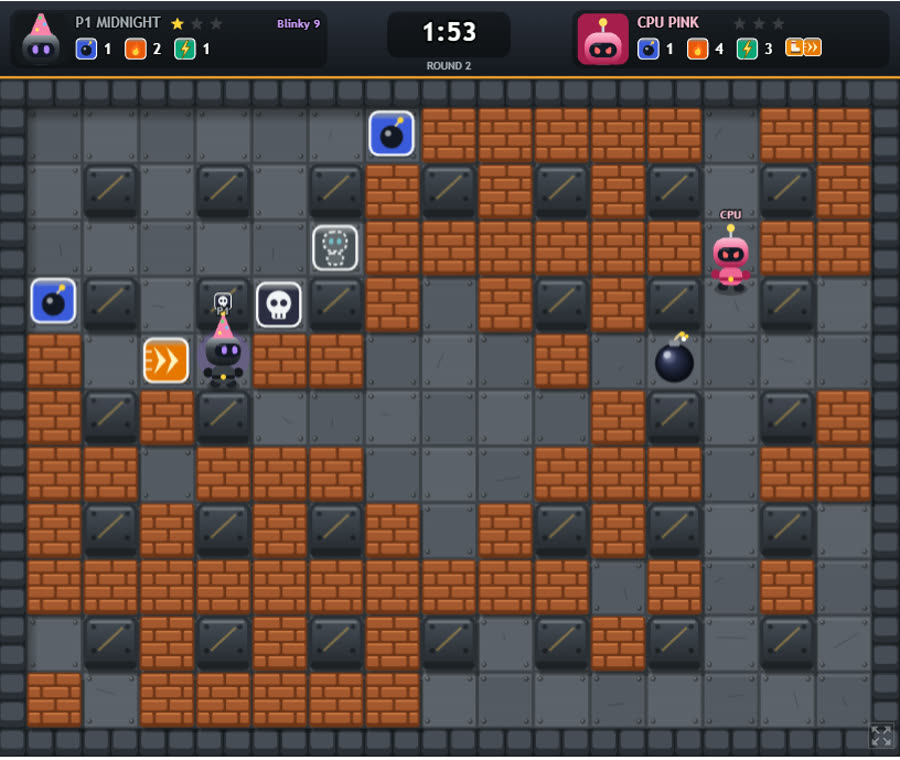 P1 MIDNIGHT
Blinky 9
1 2 1
1:53
ROUND 2
CPU PINK
1 4 3
CPU
P1